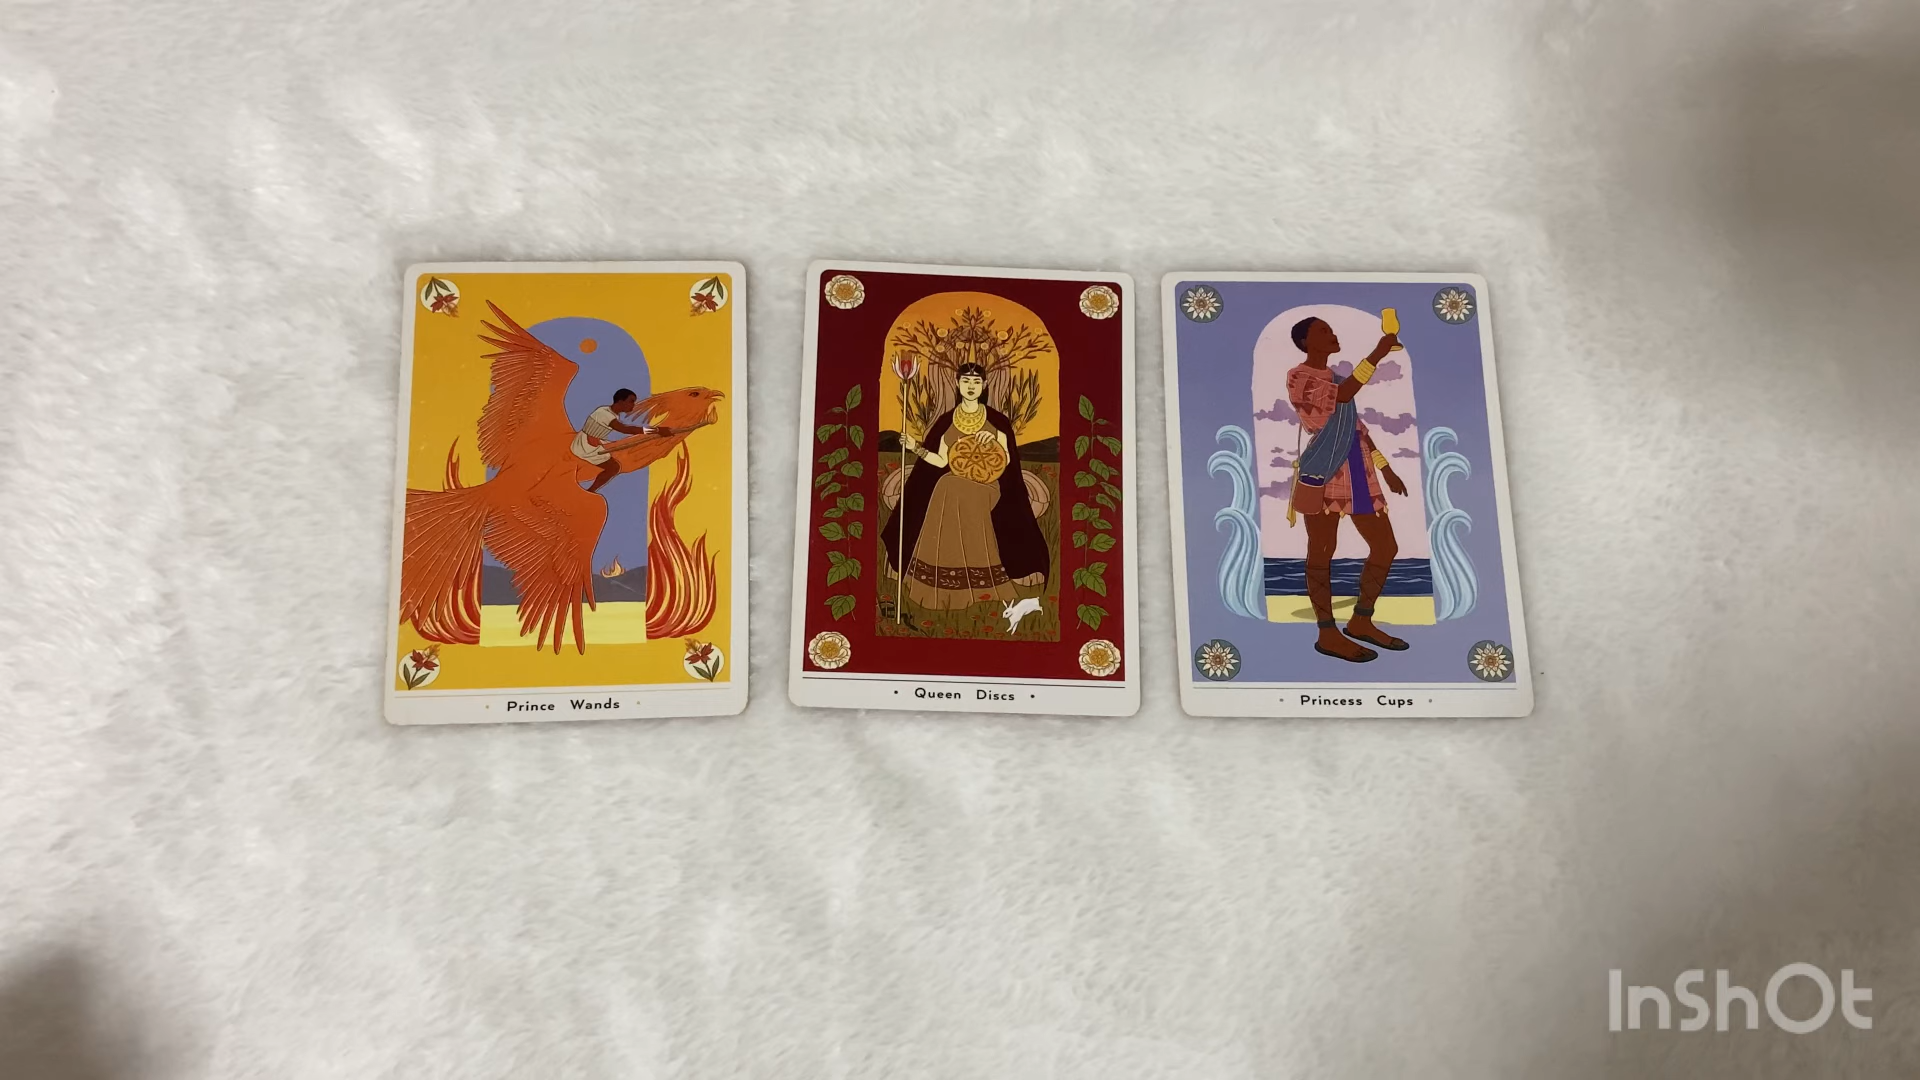 • Prince Wands •
• Queen Discs •
• Princess Cups •
InShOt